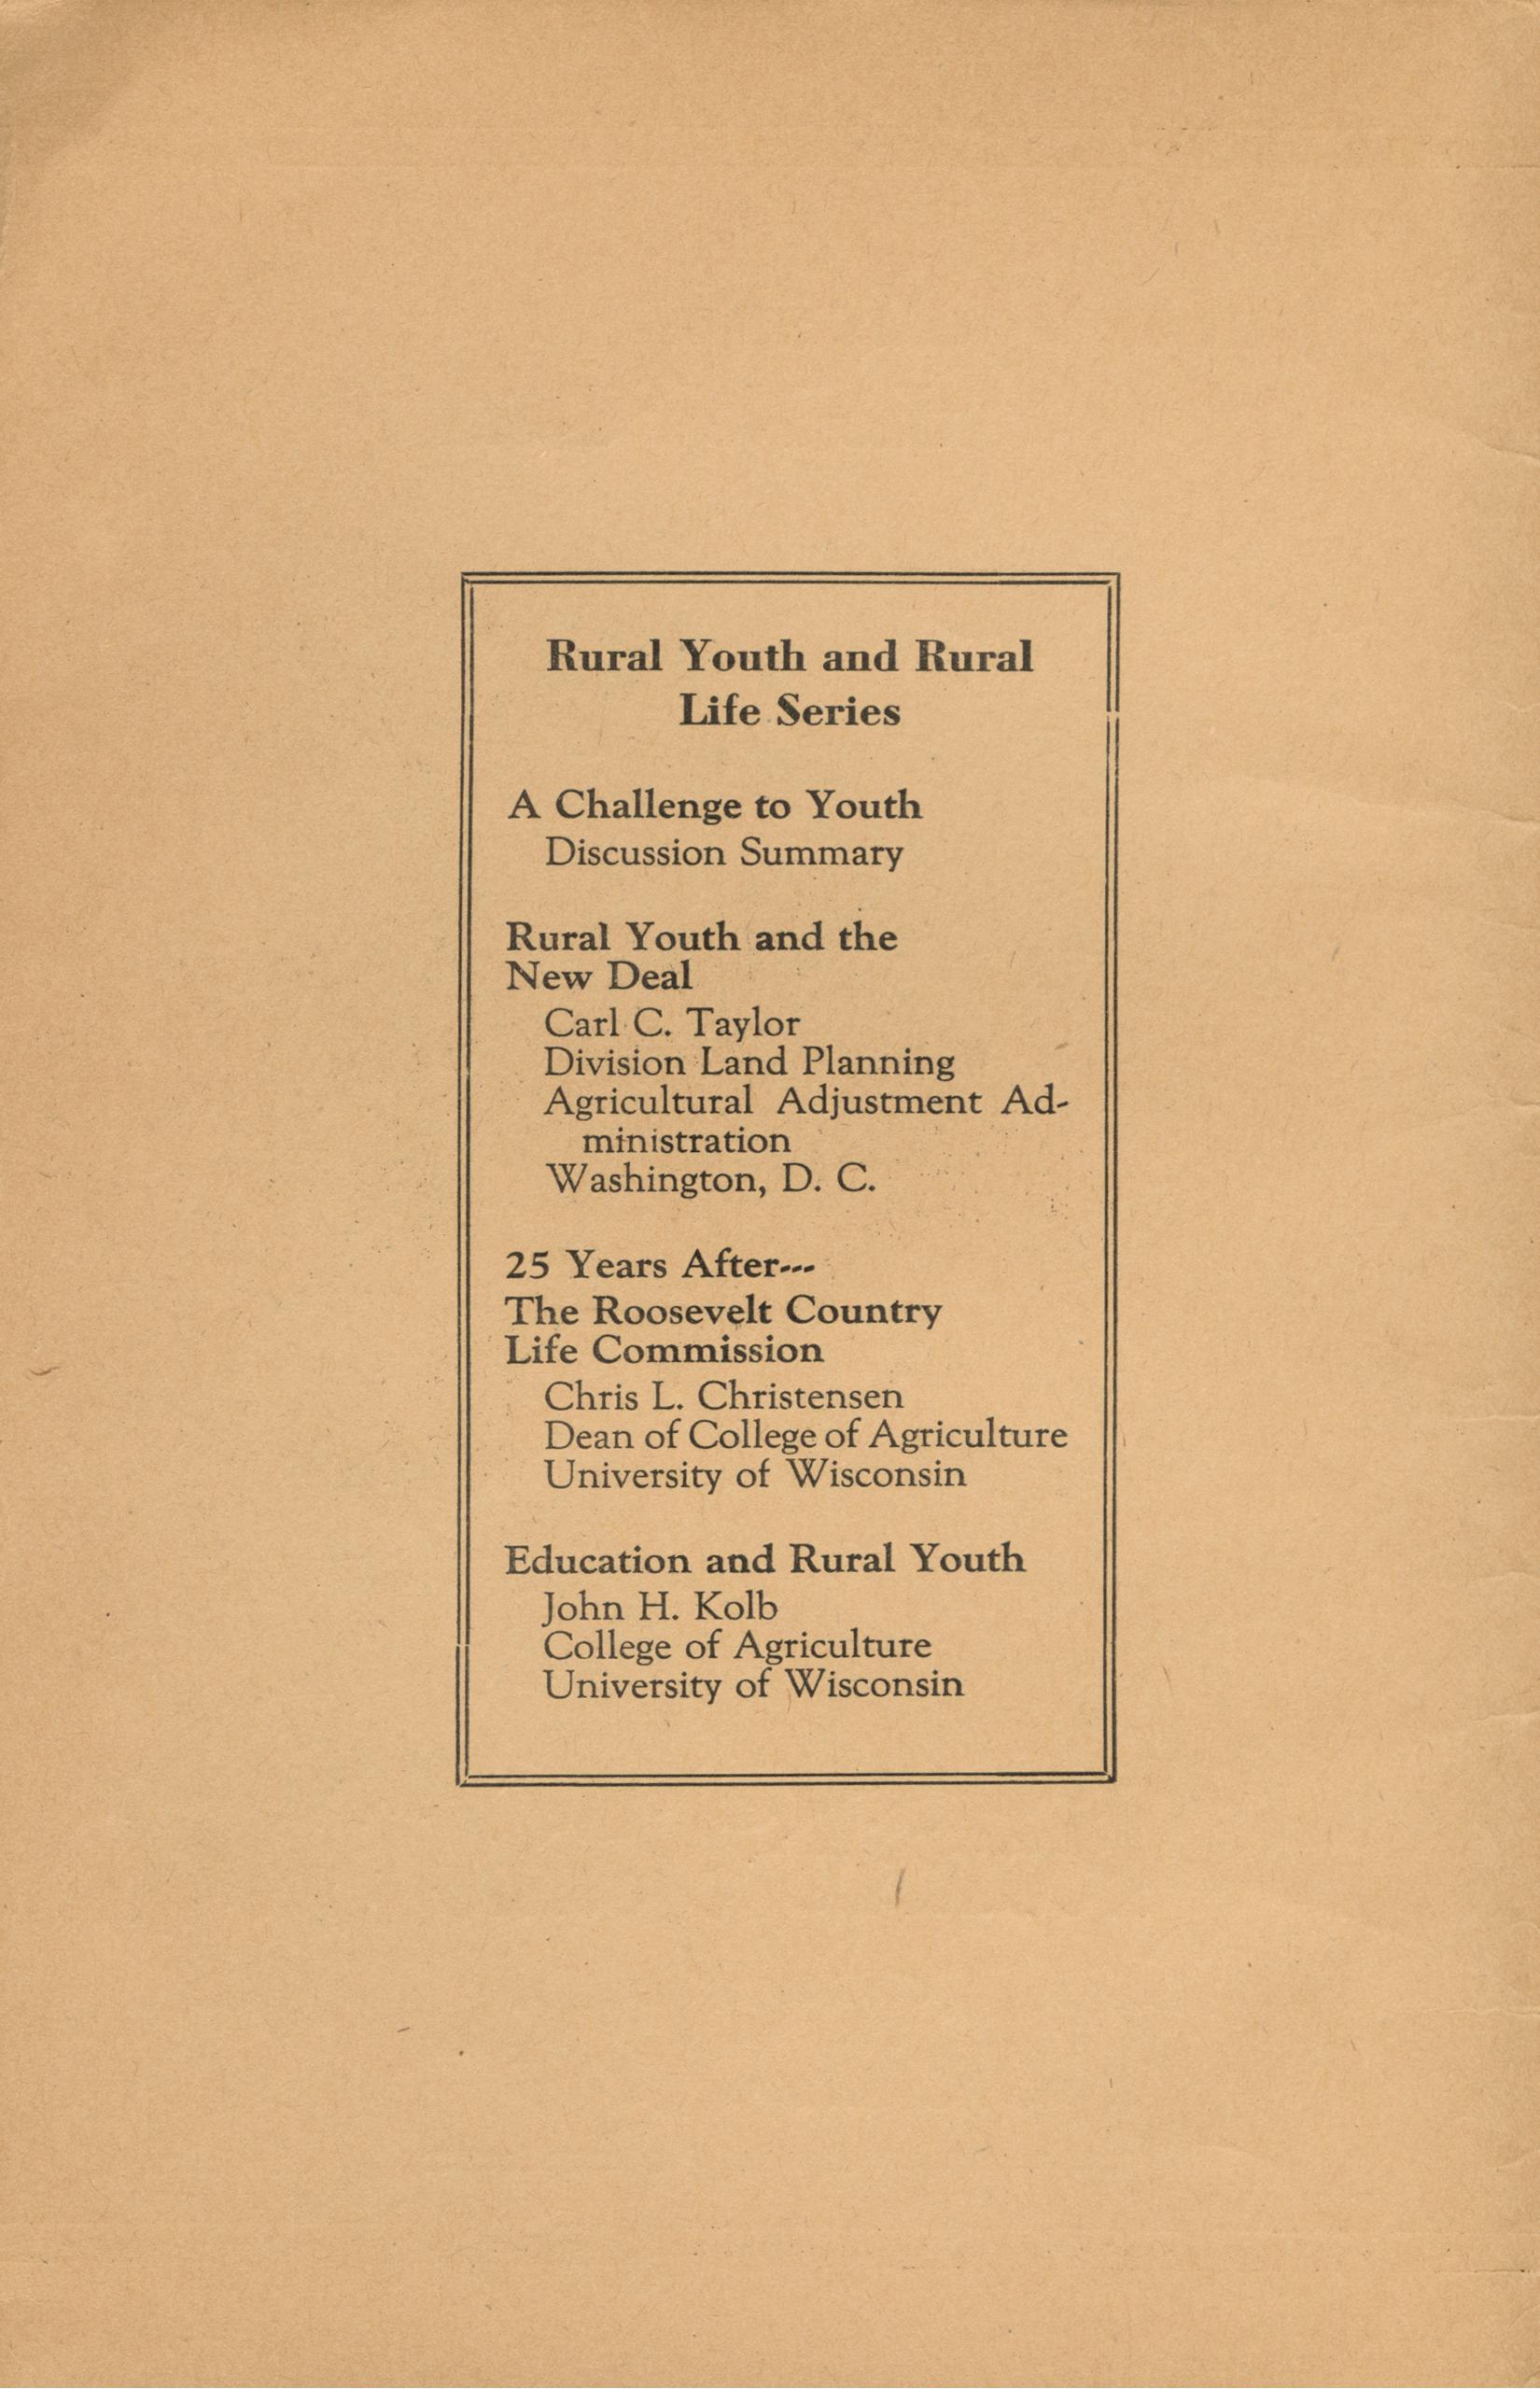 Rural Youth and Rural
Life Series
A Challenge to Youth
Discussion Summary
Rural Youth and the
New Deal
Carl C. Taylor
Division Land Planning
Agricultural Adjustment Ad-
ministration
Washington, D. C.
25 Years After---
The Roosevelt Country
Life Commission
Chris L. Christensen
Dean of College of Agriculture
University of Wisconsin
Education and Rural Youth
John H. Kolb
College of Agriculture
University of Wisconsin